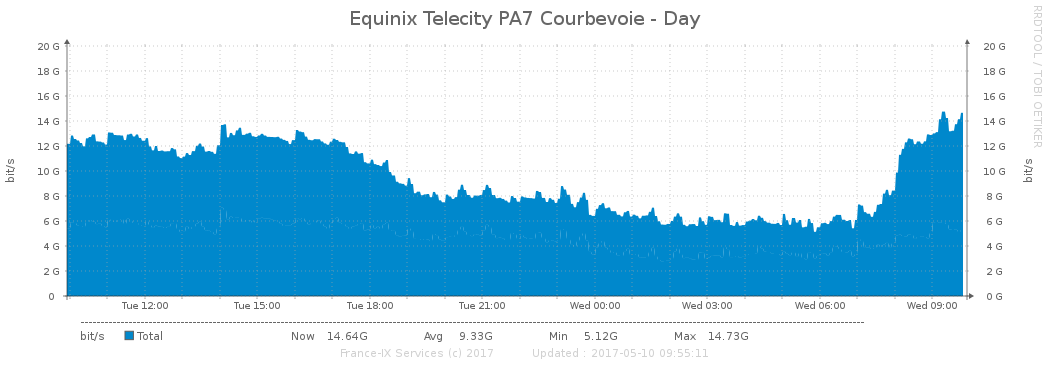 Equinix Telecity PA7 Courbevoie - Day
RRDTOOL / TOBI OETIKER
bit/s
20 G 20 G
18 G 18 G
16 G 16 G
14 G 14 G
12 G 12 G
10 G 10 G
8 G 8 G
6 G 6 G
4 G 4 G
2 G 2 G
0 0 G
bit/s
Tue 12:00 Tue 15:00 Tue 18:00 Tue 21:00 Wed 00:00 Wed 03:00 Wed 06:00 Wed 09:00
bit/s Total Now 14.64G Avg 9.33G Min 5.12G Max 14.73G
France-IX Services (c) 2017 Updated : 2017-05-10 09:55:11